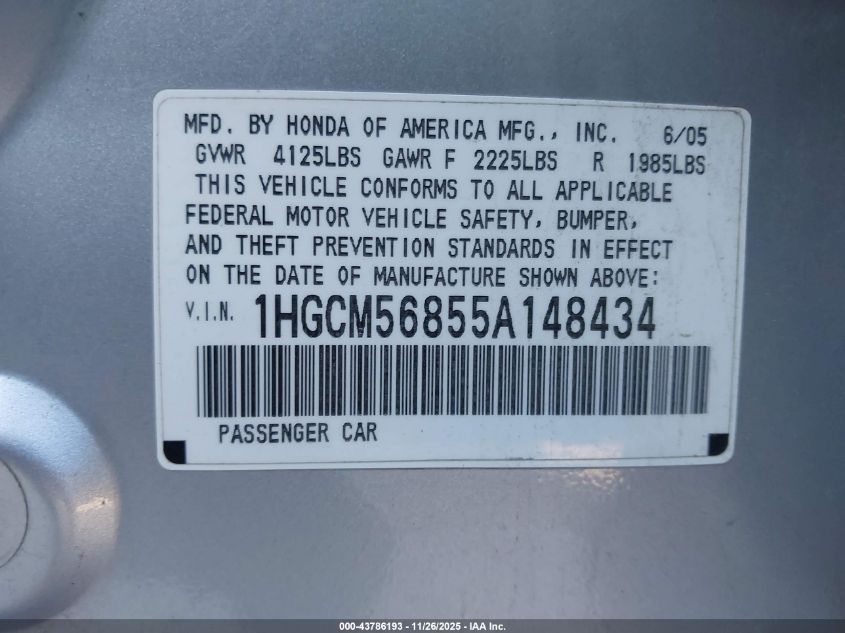 MFD. BY HONDA OF AMERICA MFG., INC. 6/05
GVWR 4125LBS GAWR F 2225LBS R 1985LBS
THIS VEHICLE CONFORMS TO ALL APPLICABLE
FEDERAL MOTOR VEHICLE SAFETY, BUMPER,
AND THEFT PREVENTION STANDARDS IN EFFECT
ON THE DATE OF MANUFACTURE SHOWN ABOVE:
V.I.N. 1HGCM56855A148434
PASSENGER CAR
000-43786193 - 11/26/2025 - IAA Inc.